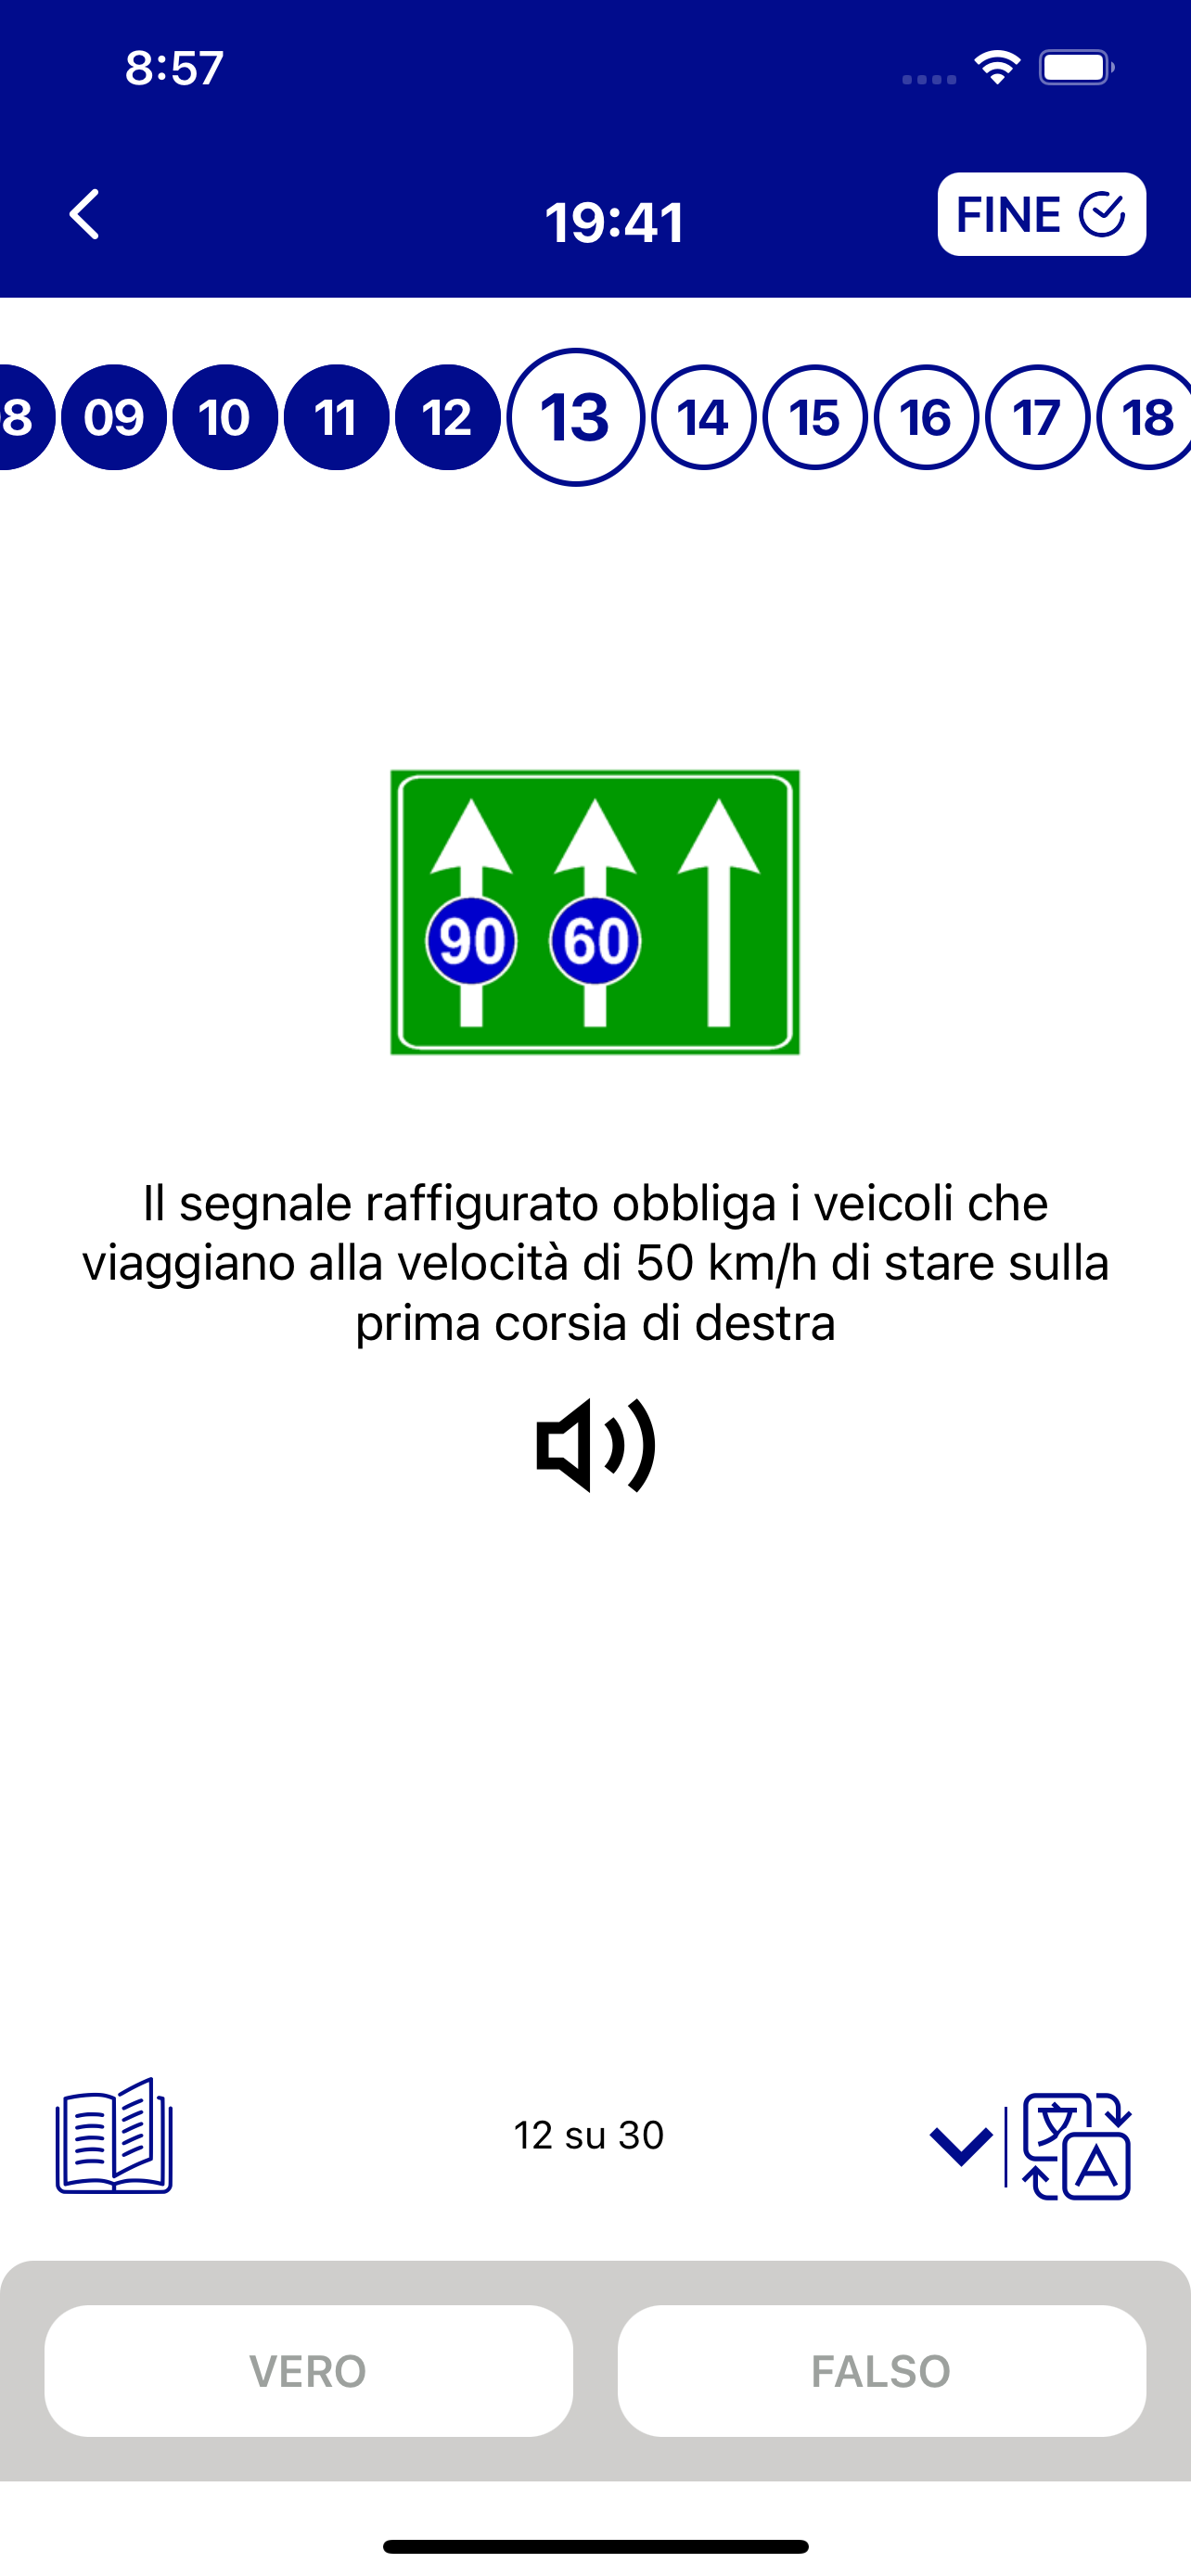 8:57
19:41
FINE
8 09 10 11 12 13 14 15 16 17 18
90 60
Il segnale raffigurato obbliga i veicoli che
viaggiano alla velocità di 50 km/h di stare sulla
prima corsia di destra
12 su 30
VERO FALSO